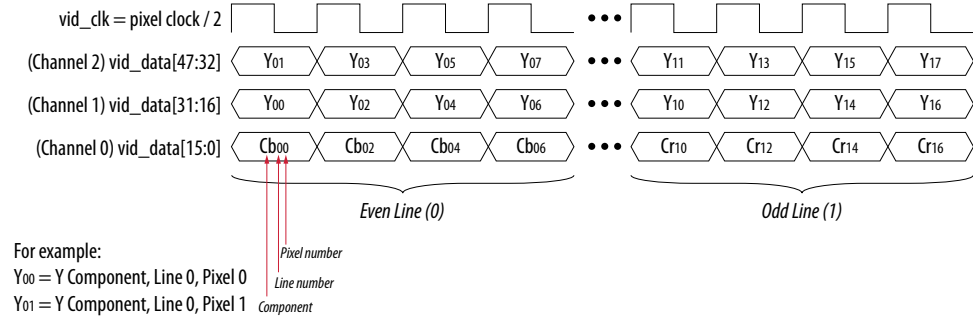 vid_clk = pixel clock / 2
(Channel 2) vid_data[47:32] Y01 Y03 Y05 Y07 ••• Y11 Y13 Y15 Y17
(Channel 1) vid_data[31:16] Y00 Y02 Y04 Y06 ••• Y10 Y12 Y14 Y16
(Channel 0) vid_data[15:0] Cb00 Cb02 Cb04 Cb06 ••• Cr10 Cr12 Cr14 Cr16
Even Line (0) Odd Line (1)
For example:
Pixel number
Y00 = Y Component, Line 0, Pixel 0
Line number
Y01 = Y Component, Line 0, Pixel 1
Component